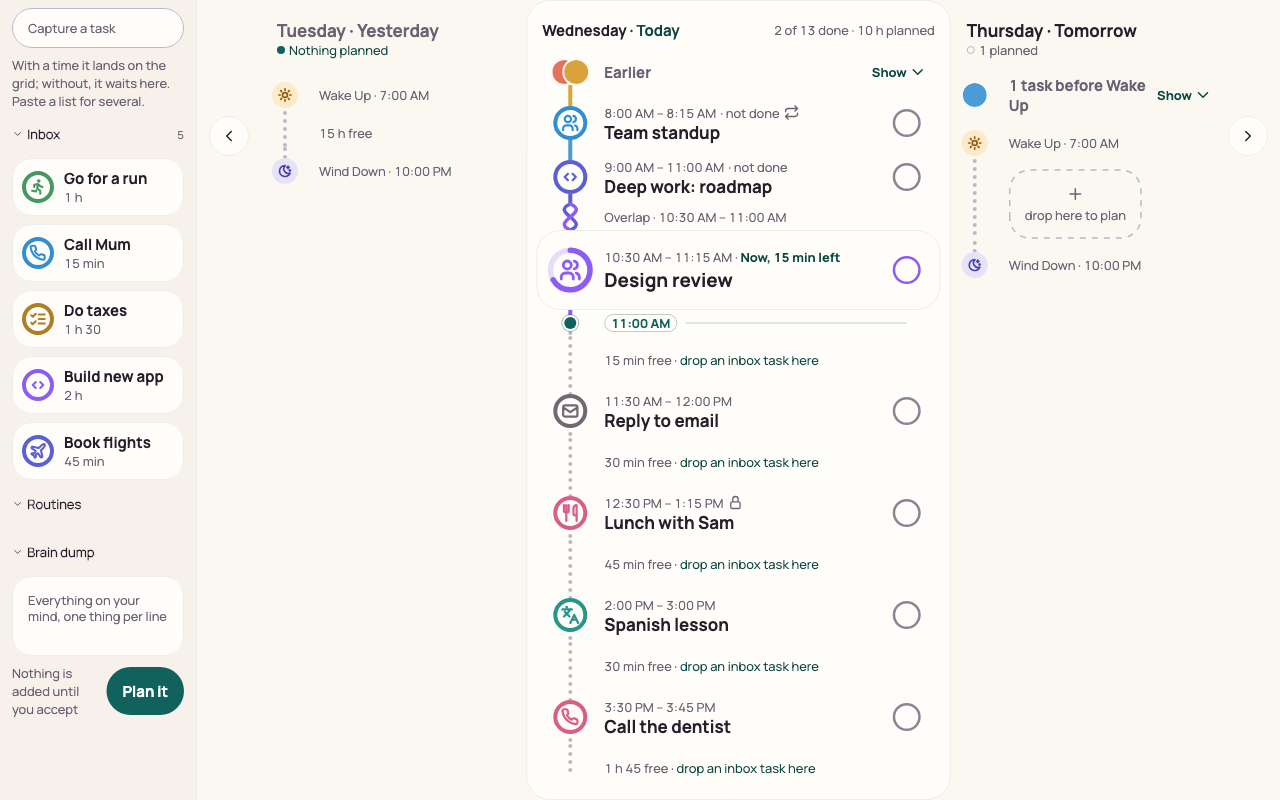 Capture a task
With a time it lands on the
grid; without, it waits here.
Paste a list for several.
Inbox 5
Go for a run
1 h
Call Mum
15 min
Do taxes
1 h 30
Build new app
2 h
Book flights
45 min
Routines
Brain dump
Everything on your
mind, one thing per line
Nothing is
added until
you accept
Plan it
Tuesday · Yesterday
Nothing planned
Wake Up · 7:00 AM
15 h free
Wind Down · 10:00 PM
Wednesday · Today 2 of 13 done · 10 h planned
Earlier Show
8:00 AM – 8:15 AM · not done
Team standup
9:00 AM – 11:00 AM · not done
Deep work: roadmap
Overlap · 10:30 AM – 11:00 AM
10:30 AM – 11:15 AM · Now, 15 min left
Design review
11:00 AM
15 min free · drop an inbox task here
11:30 AM – 12:00 PM
Reply to email
30 min free · drop an inbox task here
12:30 PM – 1:15 PM
Lunch with Sam
45 min free · drop an inbox task here
2:00 PM – 3:00 PM
Spanish lesson
30 min free · drop an inbox task here
3:30 PM – 3:45 PM
Call the dentist
1 h 45 free · drop an inbox task here
Thursday · Tomorrow
1 planned
1 task before Wake
Up
Show
Wake Up · 7:00 AM
drop here to plan
Wind Down · 10:00 PM